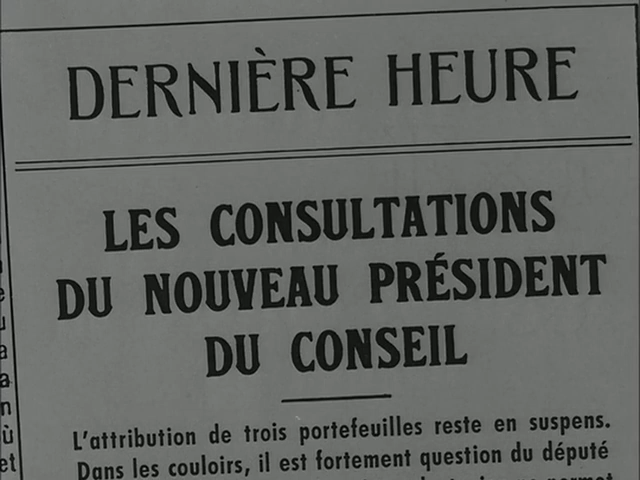 DERNIÈRE HEURE
LES CONSULTATIONS
DU NOUVEAU PRÉSIDENT
DU CONSEIL
L'attribution de trois portefeuilles reste en suspens.
Dans les couloirs, il est fortement question du député